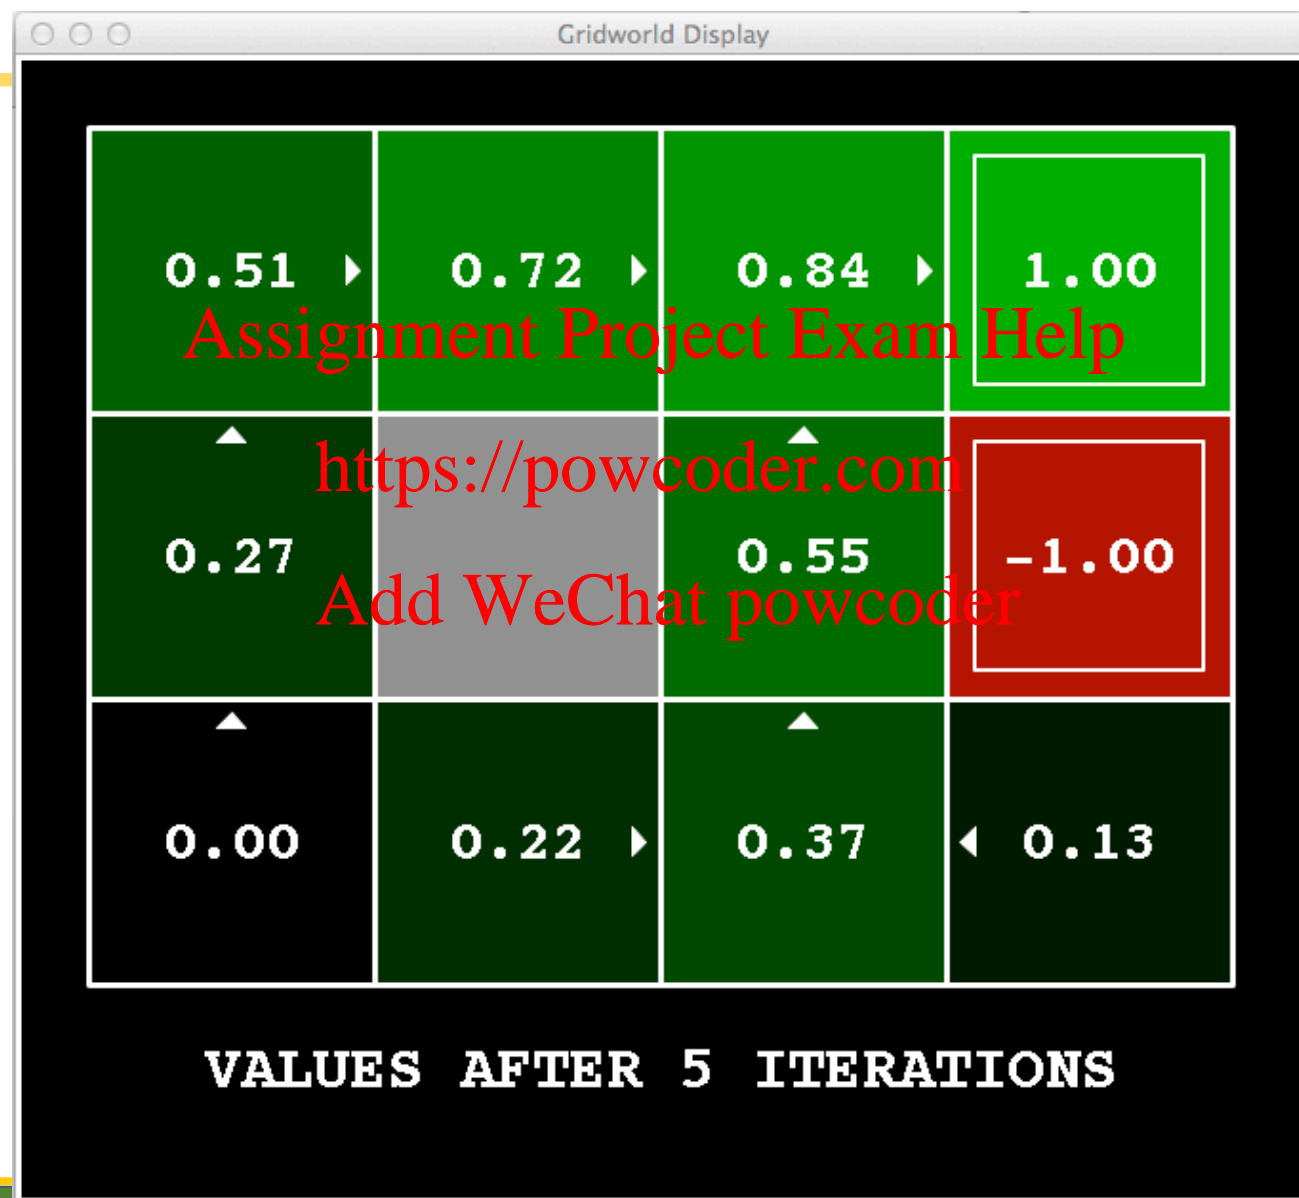 Gridworld Display
0.51 0.72 0.84 1.00
Assignment Project Exam Help
https://powcoder.com
0.27 0.55 -1.00
Add WeChat powcoder
0.00 0.22 0.37 0.13
VALUES AFTER 5 ITERATIONS